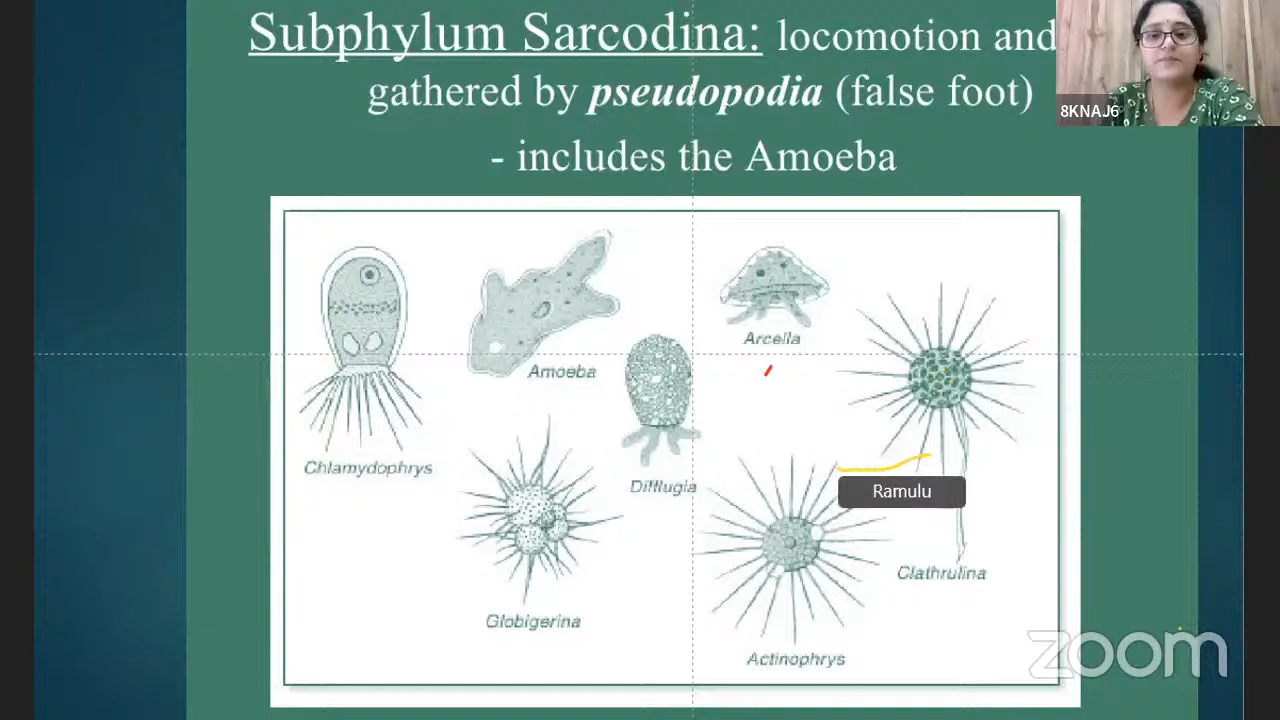 Subphylum Sarcodina: locomotion and
gathered by pseudopodia (false foot)
- includes the Amoeba
8KNAJ6
Arcella
Amoeba
Chlamydophrys
Difflugia
Ramulu
Clathrulina
Globigerina
Actinophrys
zoom